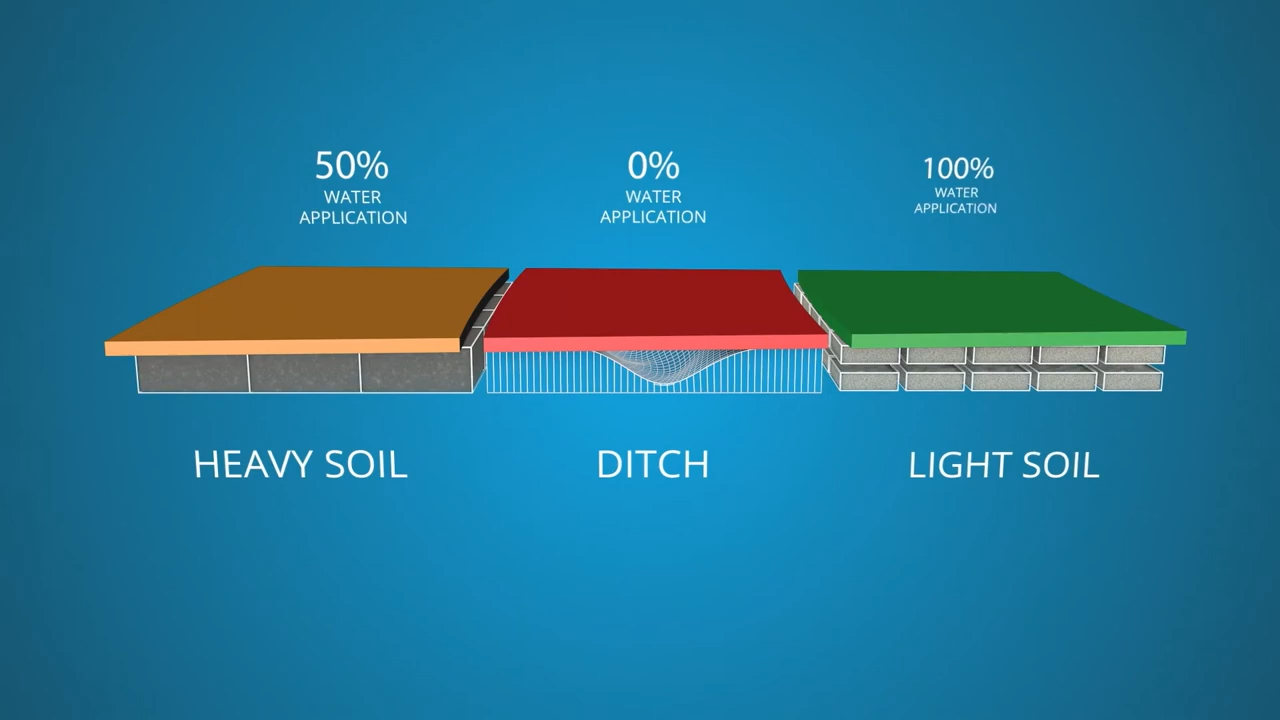 50%
WATER
APPLICATION
0%
WATER
APPLICATION
100%
WATER
APPLICATION
HEAVY SOIL
DITCH
LIGHT SOIL